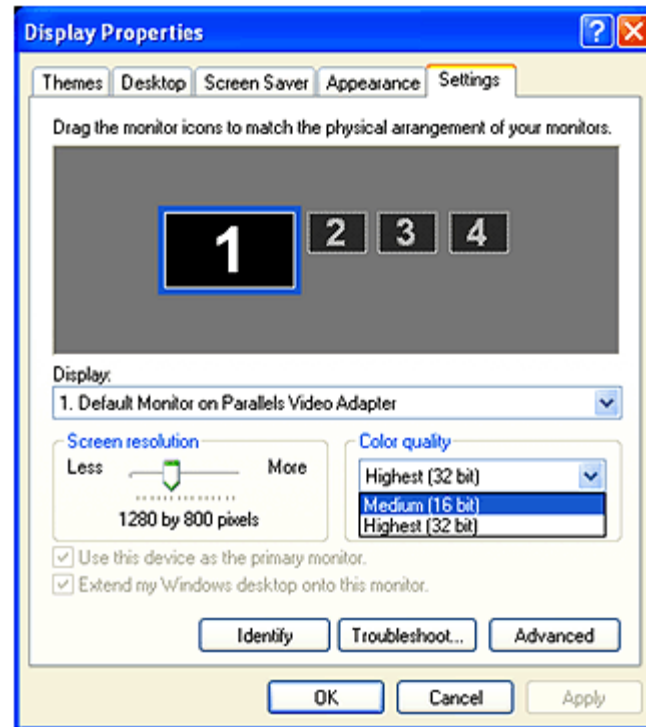 Display Properties
Themes Desktop Screen Saver Appearance Settings
Drag the monitor icons to match the physical arrangement of your monitors.
1 2 3 4
Display:
1. Default Monitor on Parallels Video Adapter
Screen resolution
Less More
1280 by 800 pixels
Color quality
Highest (32 bit)
Medium (16 bit)
Highest (32 bit)
Use this device as the primary monitor.
Extend my Windows desktop onto this monitor.
Identify Troubleshoot... Advanced
OK Cancel Apply